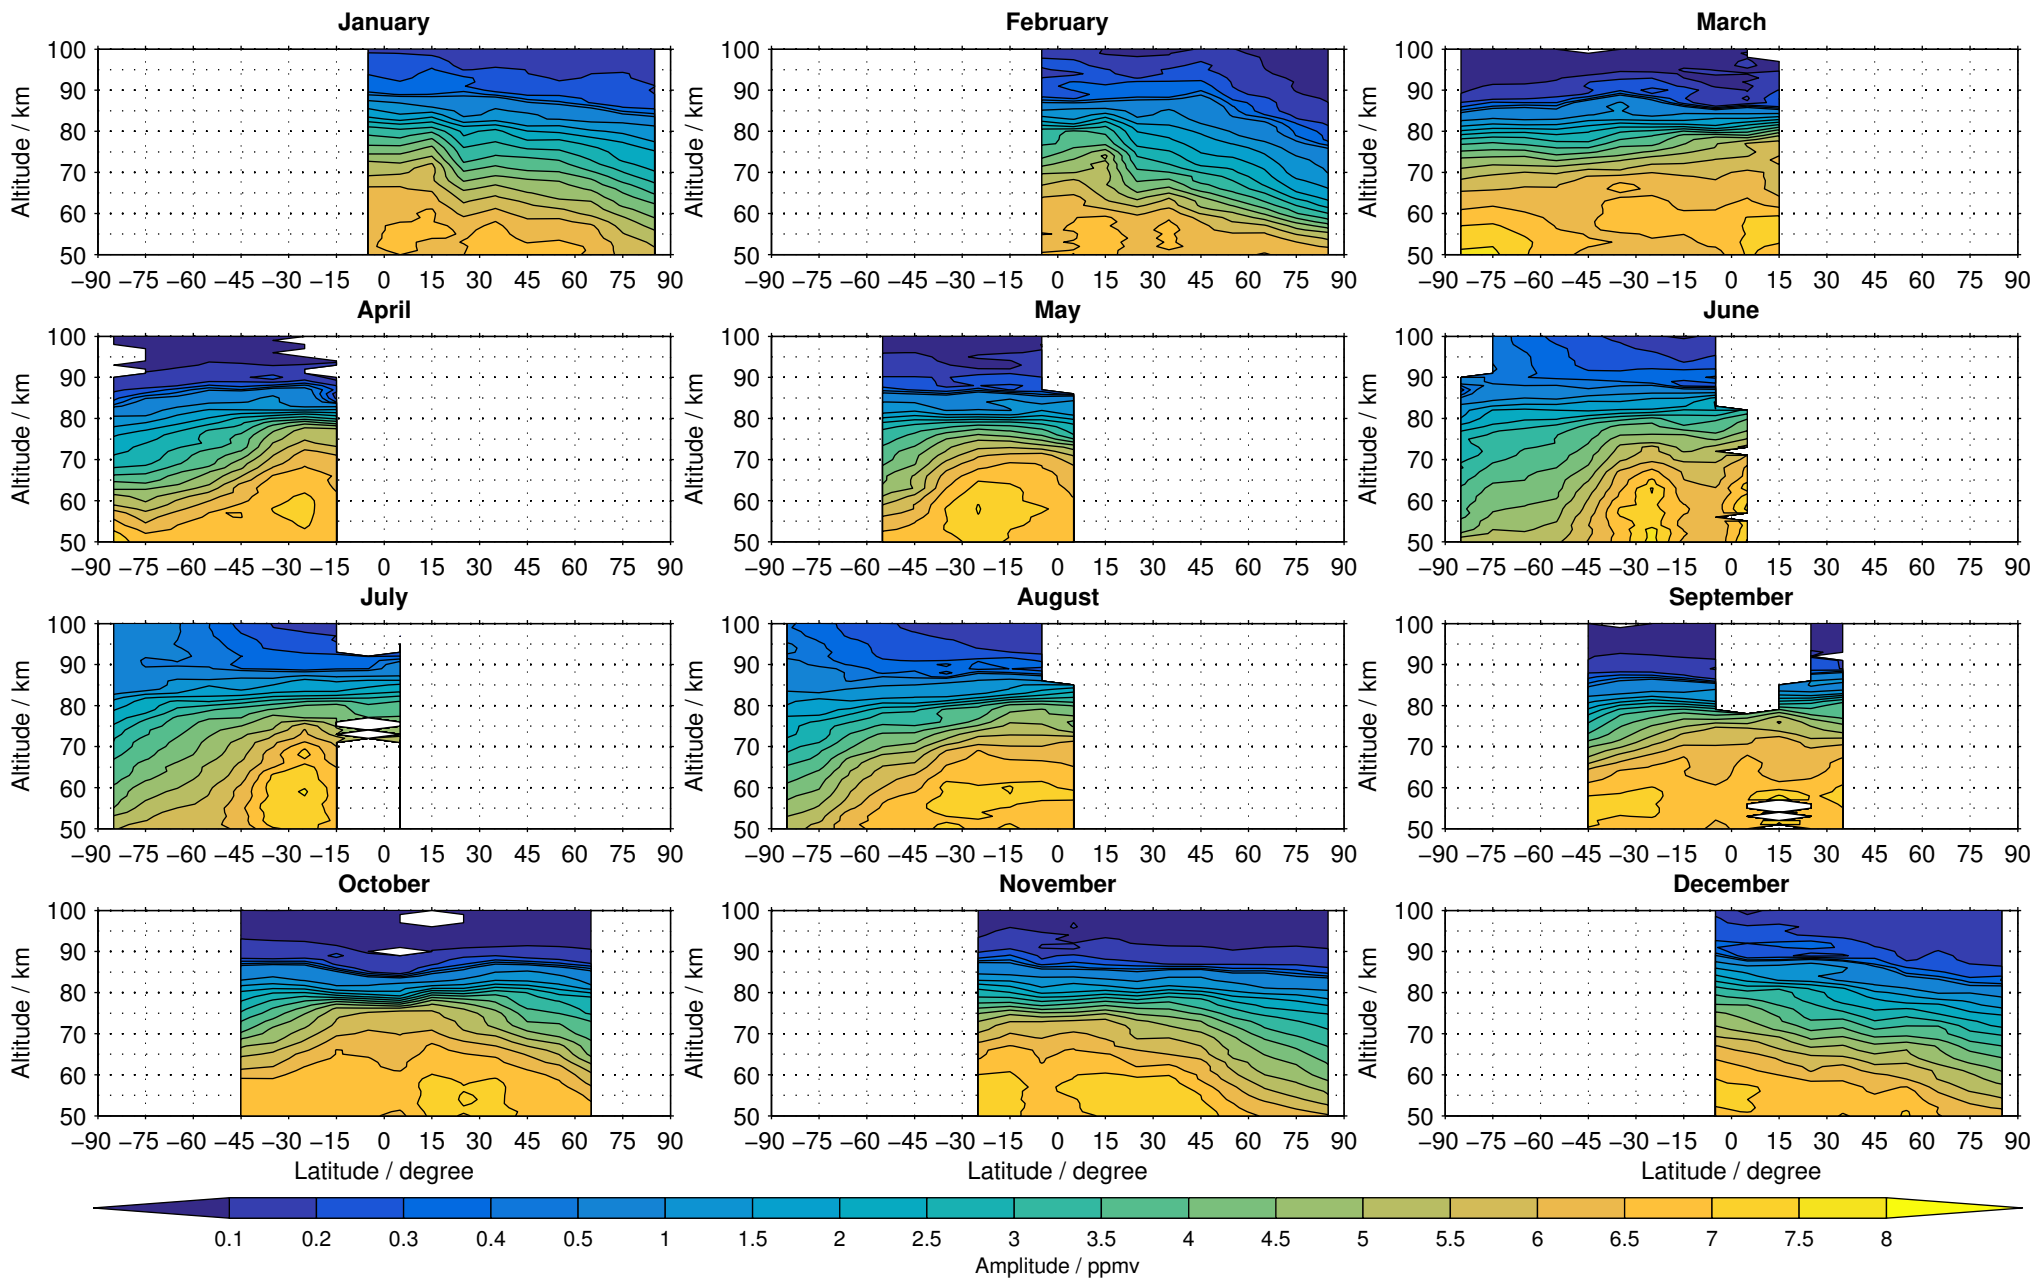 January February March
100 100 100
90 90 90
Altitude / km Altitude / km Altitude / km
80 80 80
70 70 70
60 60 60
50 50 50
−90 −75 −60 −45 −30 −15 0 15 30 45 60 75 90 −90 −75 −60 −45 −30 −15 0 15 30 45 60 75 90 −90 −75 −60 −45 −30 −15 0 15 30 45 60 75 90
April May June
100 100 100
90 90 90
Altitude / km Altitude / km Altitude / km
80 80 80
70 70 70
60 60 60
50 50 50
−90 −75 −60 −45 −30 −15 0 15 30 45 60 75 90 −90 −75 −60 −45 −30 −15 0 15 30 45 60 75 90 −90 −75 −60 −45 −30 −15 0 15 30 45 60 75 90
July August September
100 100 100
90 90 90
Altitude / km Altitude / km Altitude / km
80 80 80
70 70 70
60 60 60
50 50 50
−90 −75 −60 −45 −30 −15 0 15 30 45 60 75 90 −90 −75 −60 −45 −30 −15 0 15 30 45 60 75 90 −90 −75 −60 −45 −30 −15 0 15 30 45 60 75 90
October November December
100 100 100
90 90 90
Altitude / km Altitude / km Altitude / km
80 80 80
70 70 70
60 60 60
50 50 50
−90 −75 −60 −45 −30 −15 0 15 30 45 60 75 90 −90 −75 −60 −45 −30 −15 0 15 30 45 60 75 90 −90 −75 −60 −45 −30 −15 0 15 30 45 60 75 90
Latitude / degree Latitude / degree Latitude / degree
0.1 0.2 0.3 0.4 0.5 1 1.5 2 2.5 3 3.5 4 4.5 5 5.5 6 6.5 7 7.5 8
Amplitude / ppmv